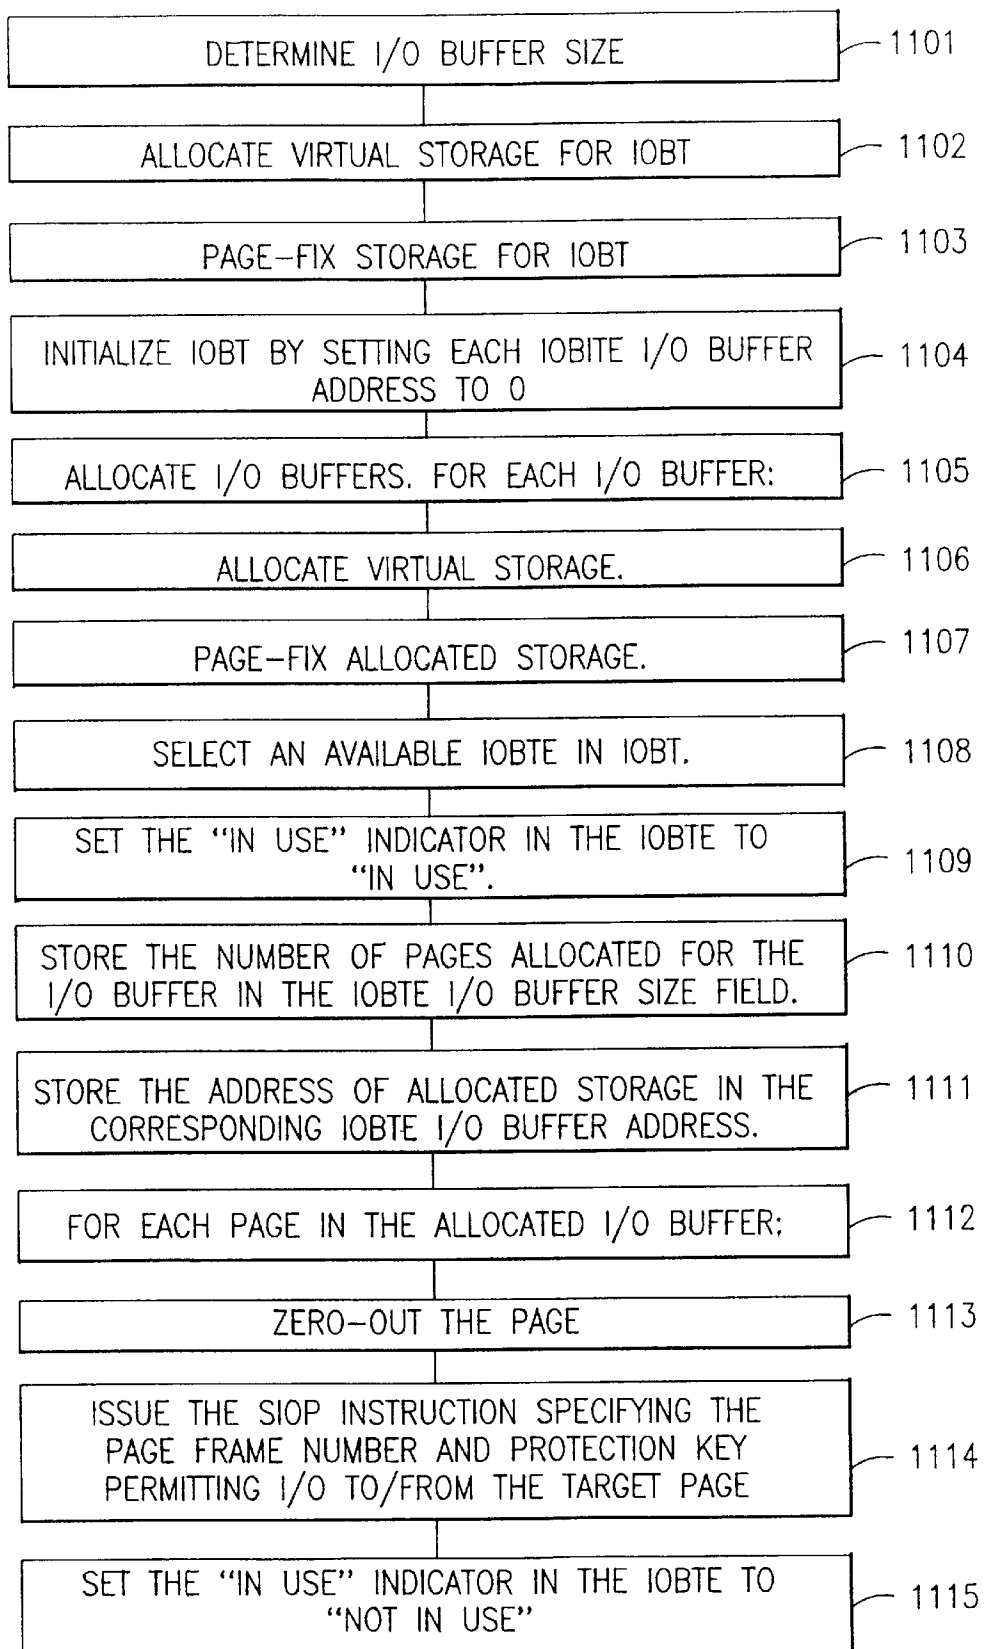 DETERMINE I/O BUFFER SIZE
1101
ALLOCATE VIRTUAL STORAGE FOR IOBT
1102
PAGE-FIX STORAGE FOR IOBT
1103
INITIALIZE IOBT BY SETTING EACH IOBITE I/O BUFFER
ADDRESS TO 0
1104
ALLOCATE I/O BUFFERS. FOR EACH I/O BUFFER:
1105
ALLOCATE VIRTUAL STORAGE.
1106
PAGE-FIX ALLOCATED STORAGE.
1107
SELECT AN AVAILABLE IOBTE IN IOBT.
1108
SET THE “IN USE” INDICATOR IN THE IOBTE TO
“IN USE”.
1109
STORE THE NUMBER OF PAGES ALLOCATED FOR THE
I/O BUFFER IN THE IOBTE I/O BUFFER SIZE FIELD.
1110
STORE THE ADDRESS OF ALLOCATED STORAGE IN THE
CORRESPONDING IOBTE I/O BUFFER ADDRESS.
1111
FOR EACH PAGE IN THE ALLOCATED I/O BUFFER:
1112
ZERO-OUT THE PAGE
1113
ISSUE THE SIOP INSTRUCTION SPECIFYING THE
PAGE FRAME NUMBER AND PROTECTION KEY
PERMITTING I/O TO/FROM THE TARGET PAGE
1114
SET THE “IN USE” INDICATOR IN THE IOBTE TO
“NOT IN USE”
1115